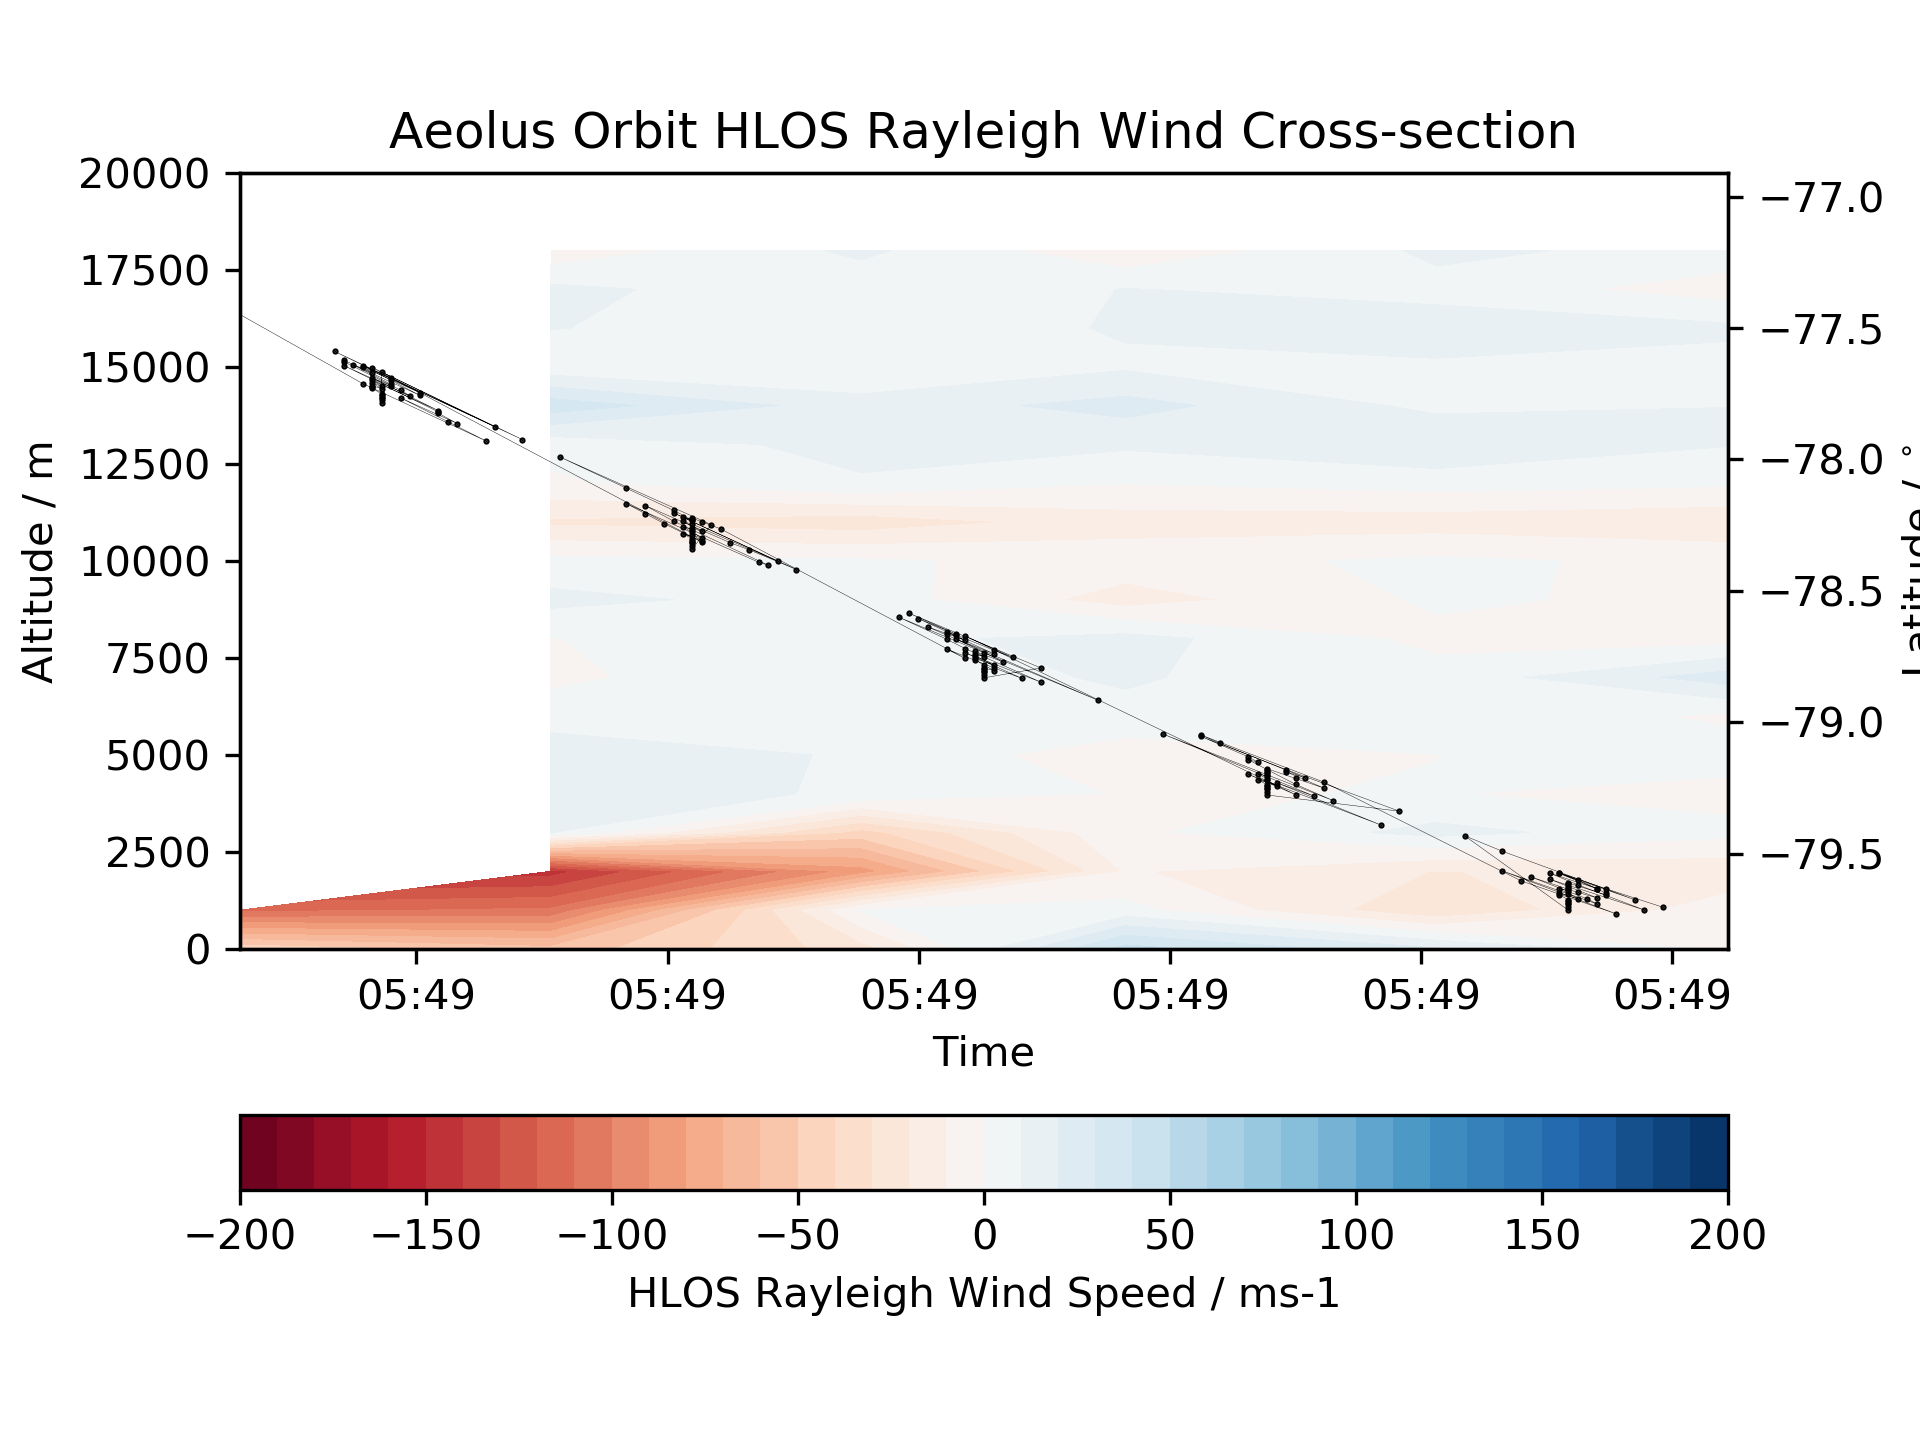 Aeolus Orbit HLOS Rayleigh Wind Cross-section
20000
17500
15000
12500
10000
7500
5000
2500
0
Altitude / m
−77.0
−77.5
−78.0
−78.5
−79.0
−79.5
Latitude / °
05:49 05:49 05:49 05:49 05:49 05:49
Time
−200 −150 −100 −50 0 50 100 150 200
HLOS Rayleigh Wind Speed / ms-1